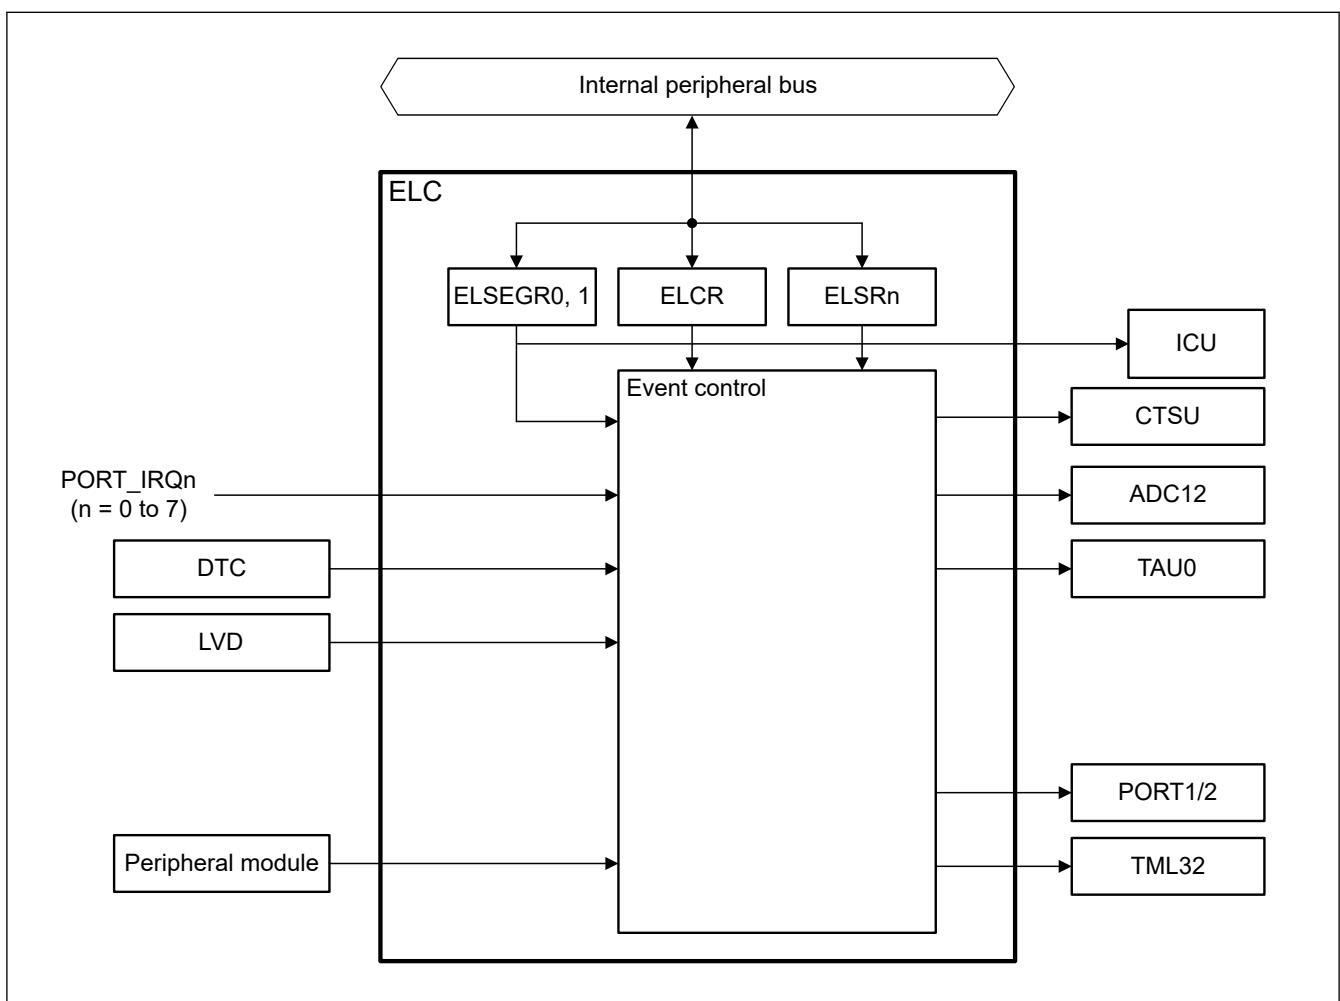 Internal peripheral bus
ELC
ELSEGR0, 1
ELCR
ELSRn
ICU
Event control
CTSU
PORT_IRQn
(n = 0 to 7)
ADC12
DTC
TAU0
LVD
PORT1/2
Peripheral module
TML32